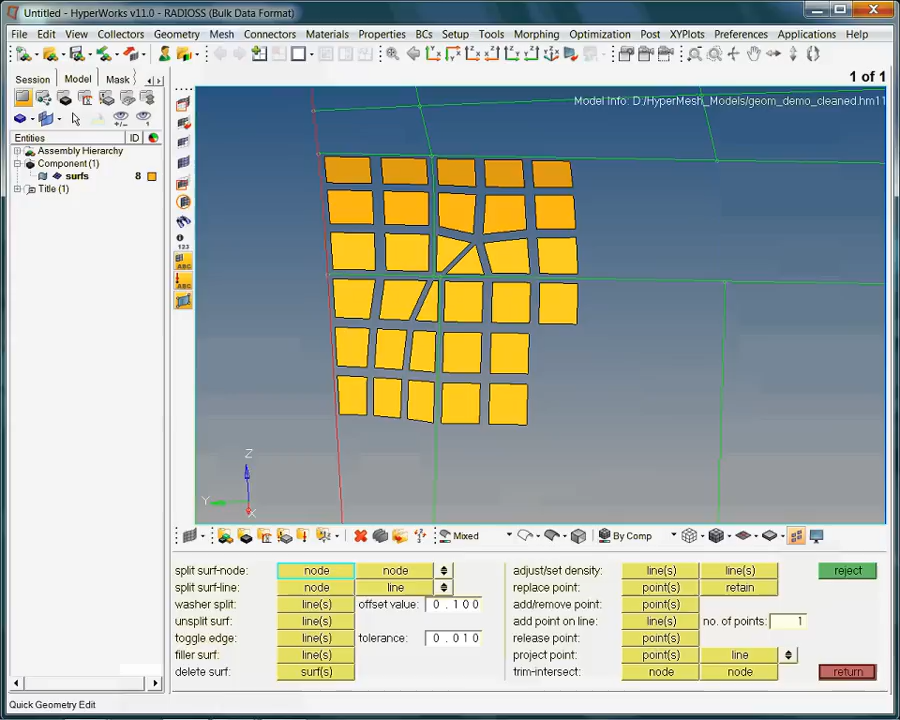 Untitled - HyperWorks v11.0 - RADIOSS (Bulk Data Format)
File Edit View Collectors Geometry Mesh Connectors Materials Properties BCs Setup Tools Morphing Optimization Post XYPlots Preferences Applications Help
1 of 1
Session Model Mask
Model Info: D:/HyperMesh_Models/geom_demo_cleaned.hm11
Entities ID
Assembly Hierarchy
Component (1)
surfs 8
Title (1)
123
ABC
ABC
Z
Y
X
Mixed By Comp
split surf-node: node node adjust/set density: line(s) line(s) reject
split surf-line: node line replace point: point(s) retain
washer split: line(s) offset value: 0.100 add/remove point: point(s)
unsplit surf: line(s) add point on line: line(s) no. of points: 1
toggle edge: line(s) tolerance: 0.010 release point: point(s)
filler surf: line(s) project point: point(s) line
delete surf: surf(s) trim-intersect: node node return
Quick Geometry Edit